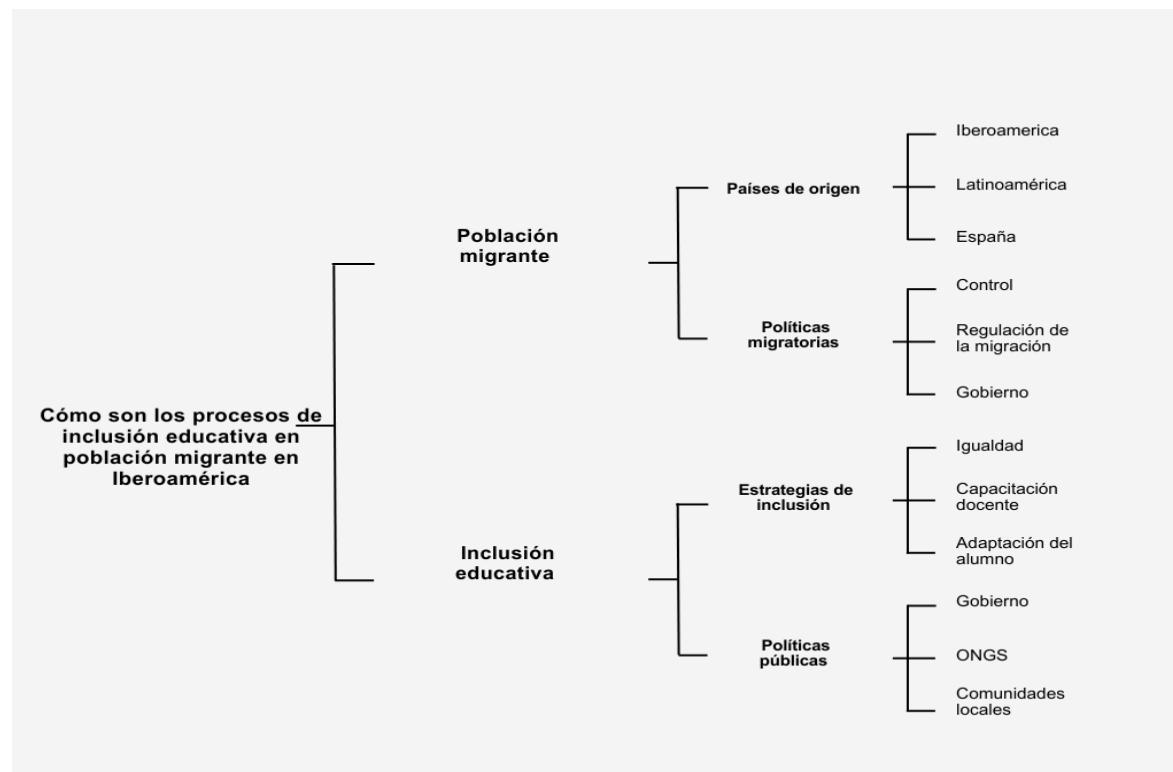 Cómo son los procesos de
inclusión educativa en
población migrante en
Iberoamérica
Población
migrante
Países de origen
Iberoamerica
Latinoamérica
España
Políticas
migratorias
Control
Regulación de
la migración
Gobierno
Inclusión
educativa
Estrategias de
inclusión
Igualdad
Capacitación
docente
Adaptación del
alumno
Políticas
públicas
Gobierno
ONGS
Comunidades
locales